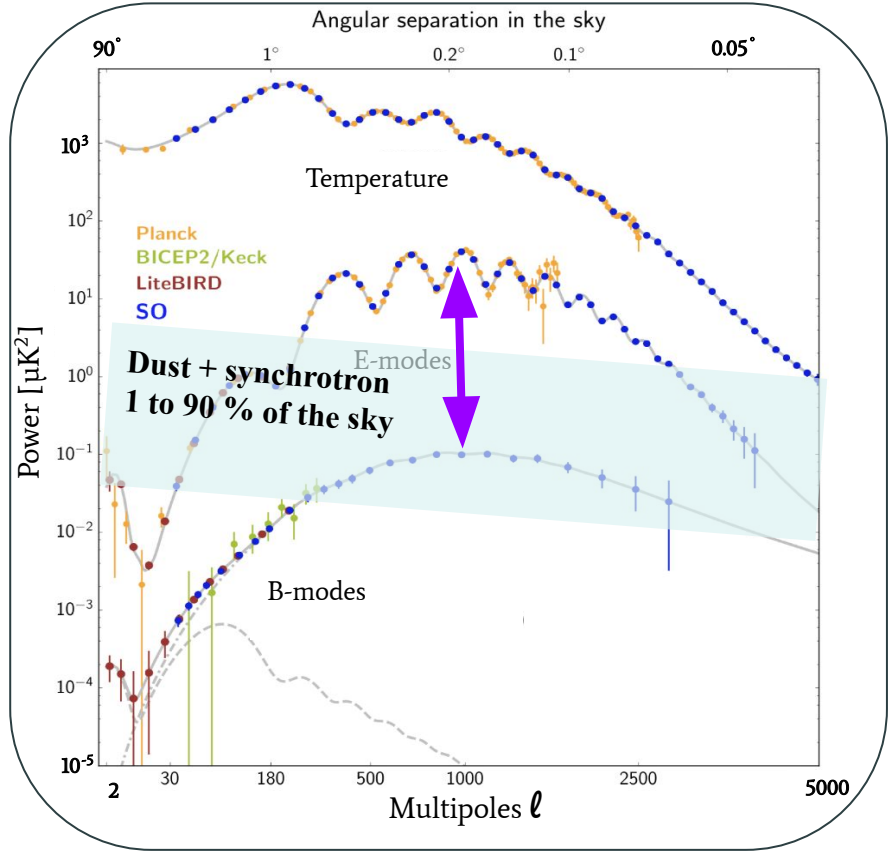 Angular separation in the sky
90° 1° 0.2° 0.1° 0.05°
10³
Temperature
10²
Planck
BICEP2/Keck
LiteBIRD
SO
10¹
Power [μK²]
E-modes
Dust + synchrotron
1 to 90 % of the sky
10⁰
10⁻¹
10⁻²
B-modes
10⁻³
10⁻⁴
10⁻⁵
2 30 180 500 1000 2500 5000
Multipoles ℓ